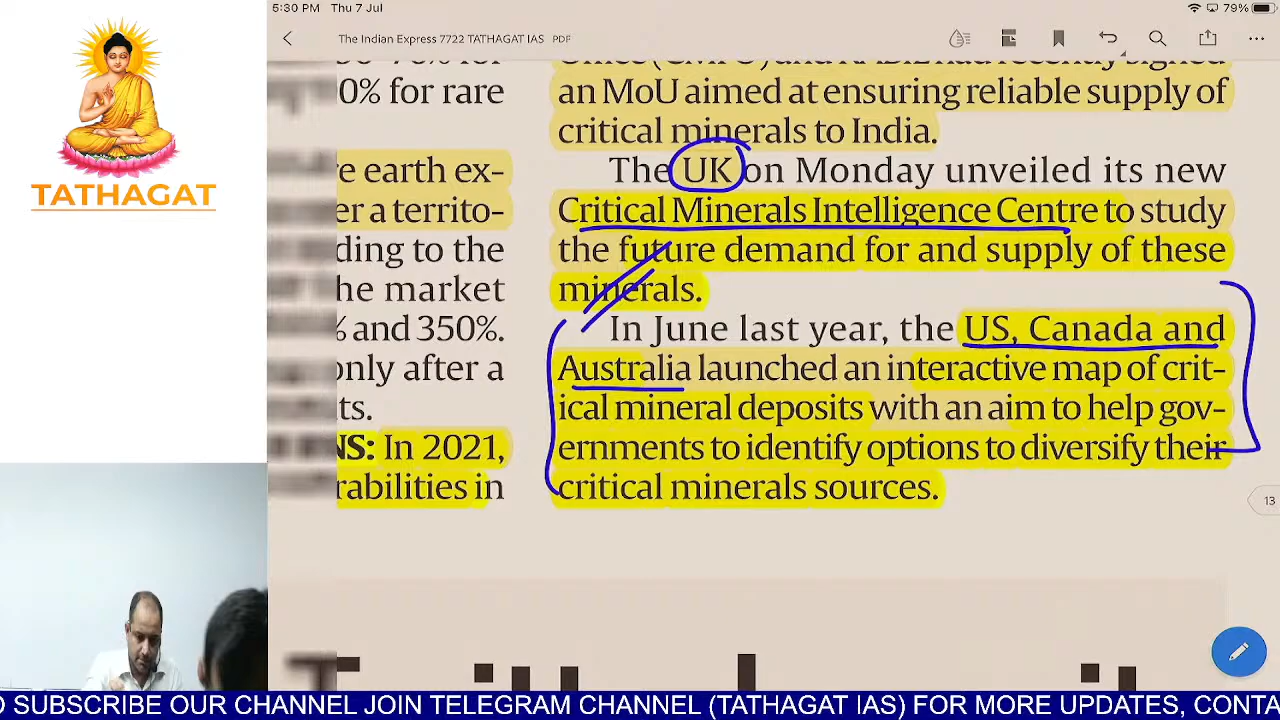 5:30 PM Thu 7 Jul
79%
The Indian Express 7722 TATHAGAT IAS PDF
TATHAGAT
0% for rare
e earth ex-
er a territo-
ding to the
he market
and 350%.
only after a
ts.
NS: In 2021,
rabilities in
an MoU aimed at ensuring reliable supply of
critical minerals to India.
The UK on Monday unveiled its new
Critical Minerals Intelligence Centre to study
the future demand for and supply of these
minerals.
In June last year, the US, Canada and
Australia launched an interactive map of crit-
ical mineral deposits with an aim to help gov-
ernments to identify options to diversify their
critical minerals sources.
13
SUBSCRIBE OUR CHANNEL JOIN TELEGRAM CHANNEL (TATHAGAT IAS) FOR MORE UPDATES, CONTA